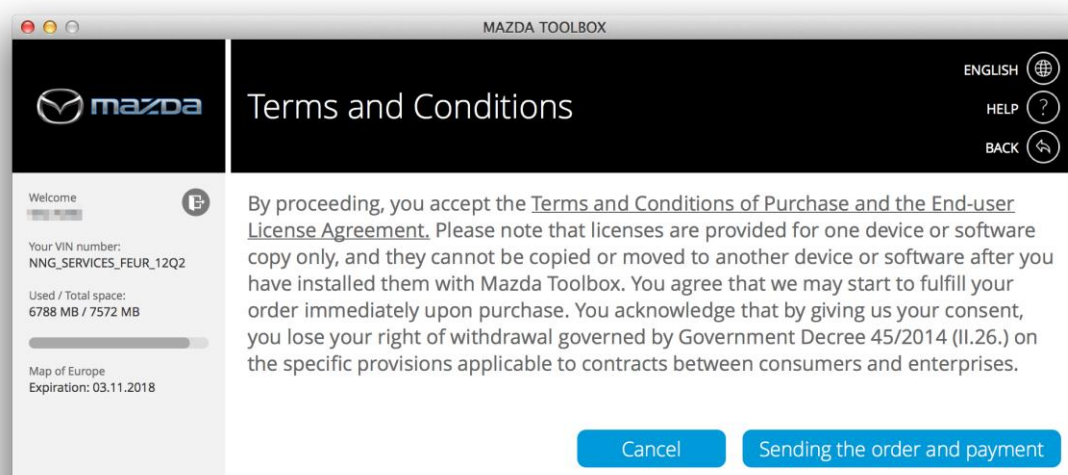 MAZDA TOOLBOX
mazda
Terms and Conditions
ENGLISH
HELP ?
BACK
Welcome
Your VIN number:
NNG_SERVICES_FEUR_12Q2
Used / Total space:
6788 MB / 7572 MB
Map of Europe
Expiration: 03.11.2018
By proceeding, you accept the Terms and Conditions of Purchase and the End-user
License Agreement. Please note that licenses are provided for one device or software
copy only, and they cannot be copied or moved to another device or software after you
have installed them with Mazda Toolbox. You agree that we may start to fulfill your
order immediately upon purchase. You acknowledge that by giving us your consent,
you lose your right of withdrawal governed by Government Decree 45/2014 (II.26.) on
the specific provisions applicable to contracts between consumers and enterprises.
Cancel
Sending the order and payment